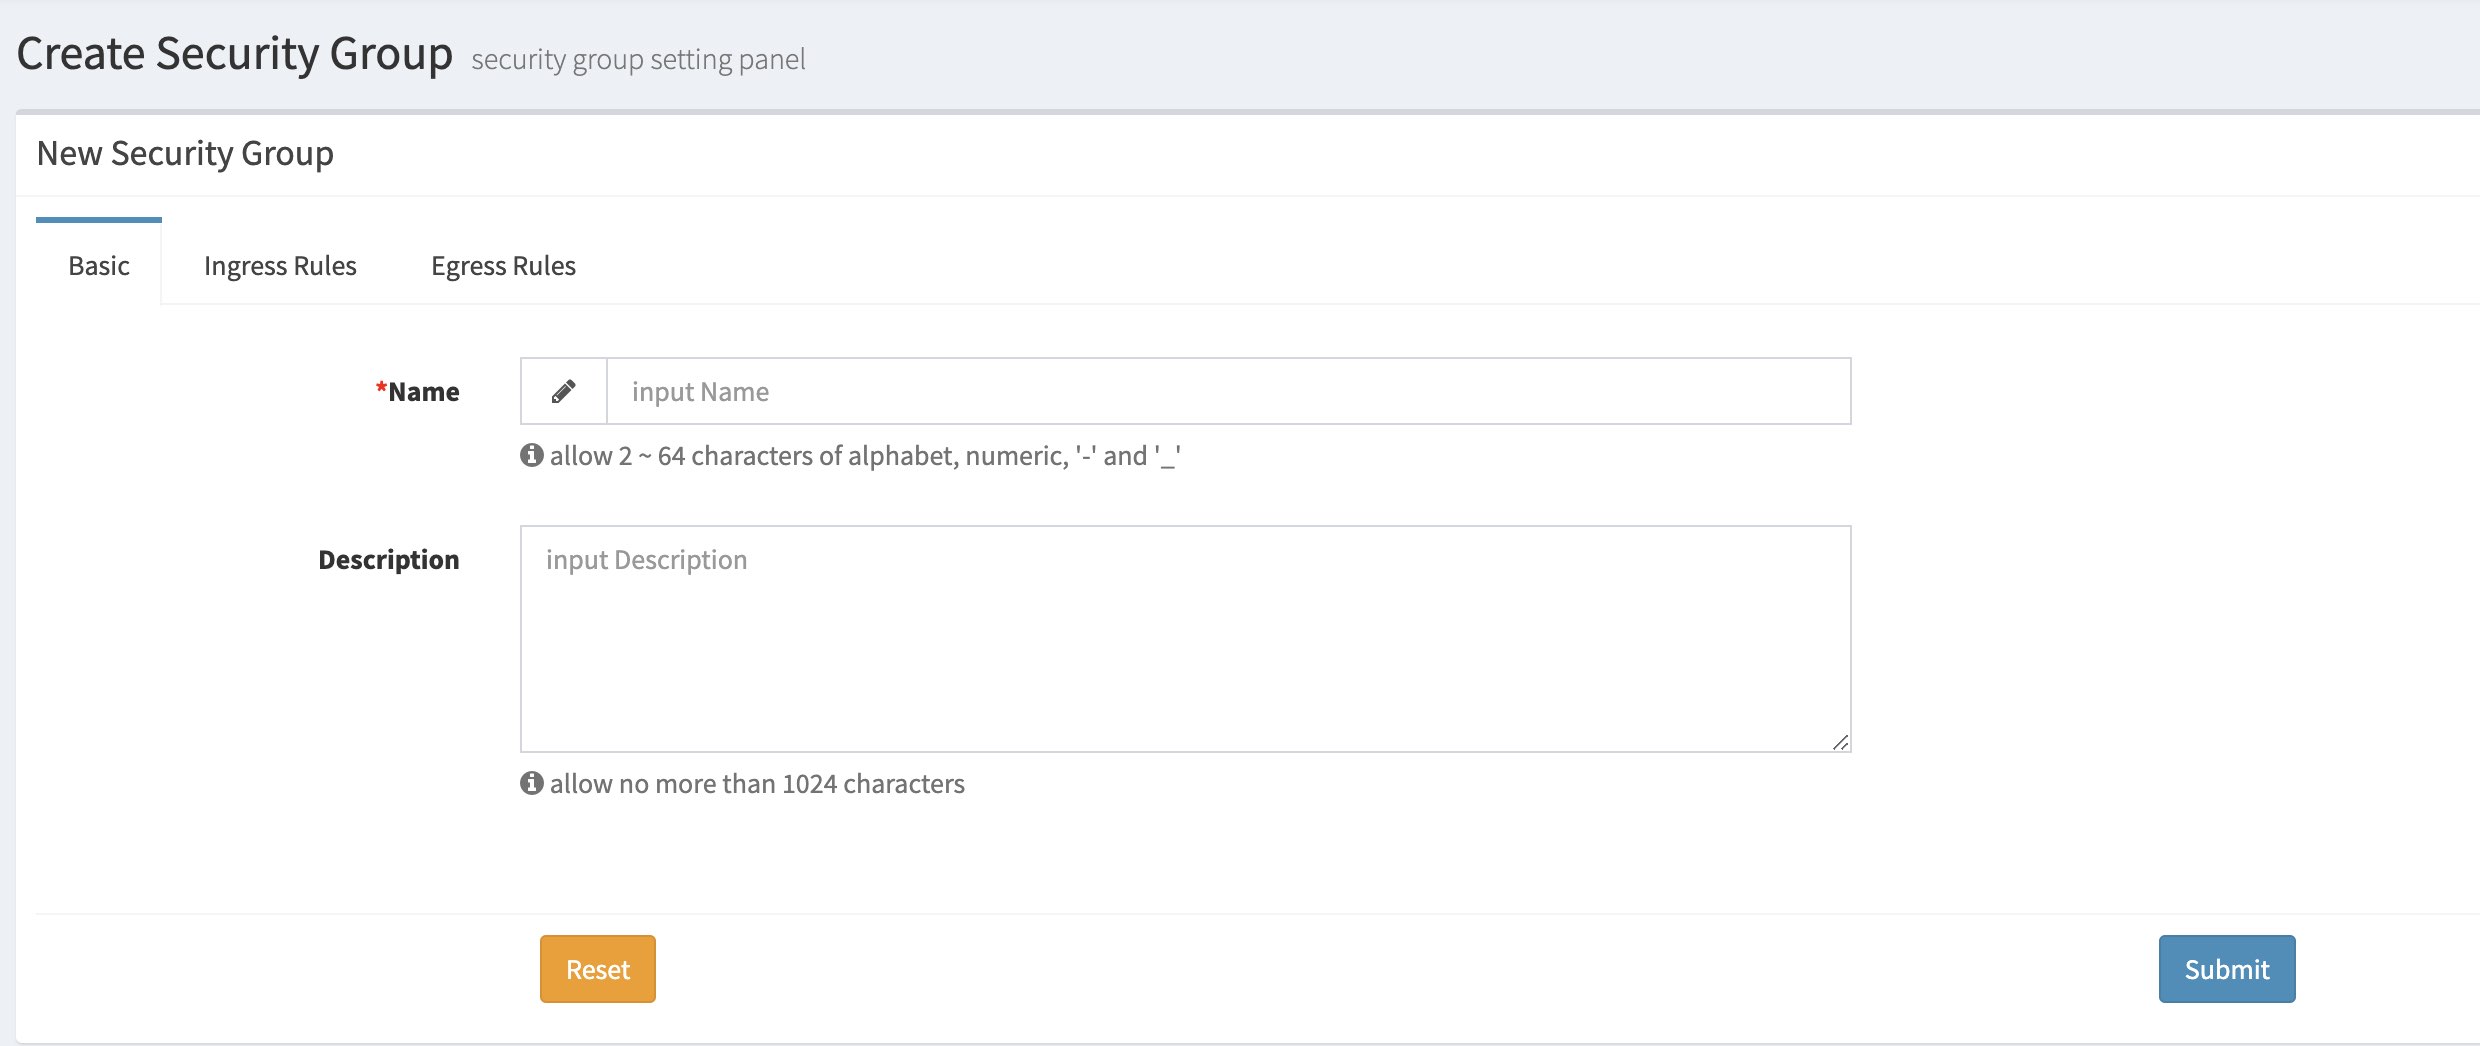 Create Security Group security group setting panel
New Security Group
Basic Ingress Rules Egress Rules
*Name input Name
allow 2 ~ 64 characters of alphabet, numeric, '-' and '_'
Description input Description
allow no more than 1024 characters
Reset Submit